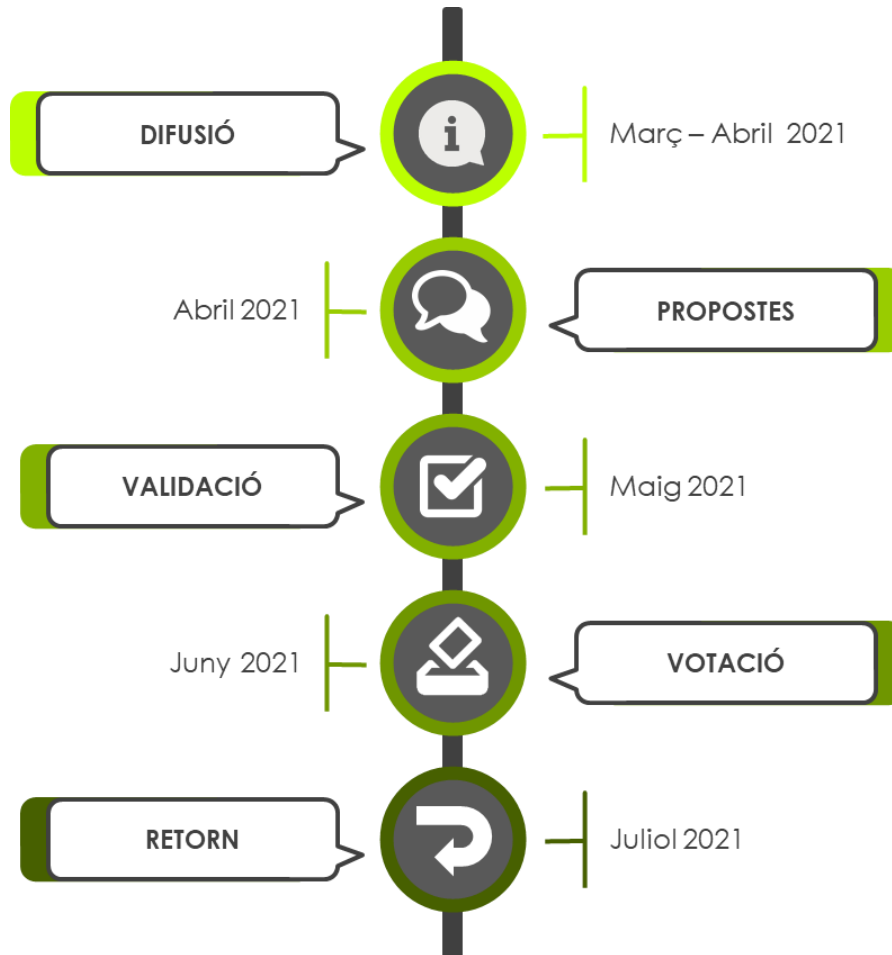 DIFUSIÓ
Març – Abril 2021
Abril 2021
PROPOSTES
VALIDACIÓ
Maig 2021
Juny 2021
VOTACIÓ
RETORN
Juliol 2021